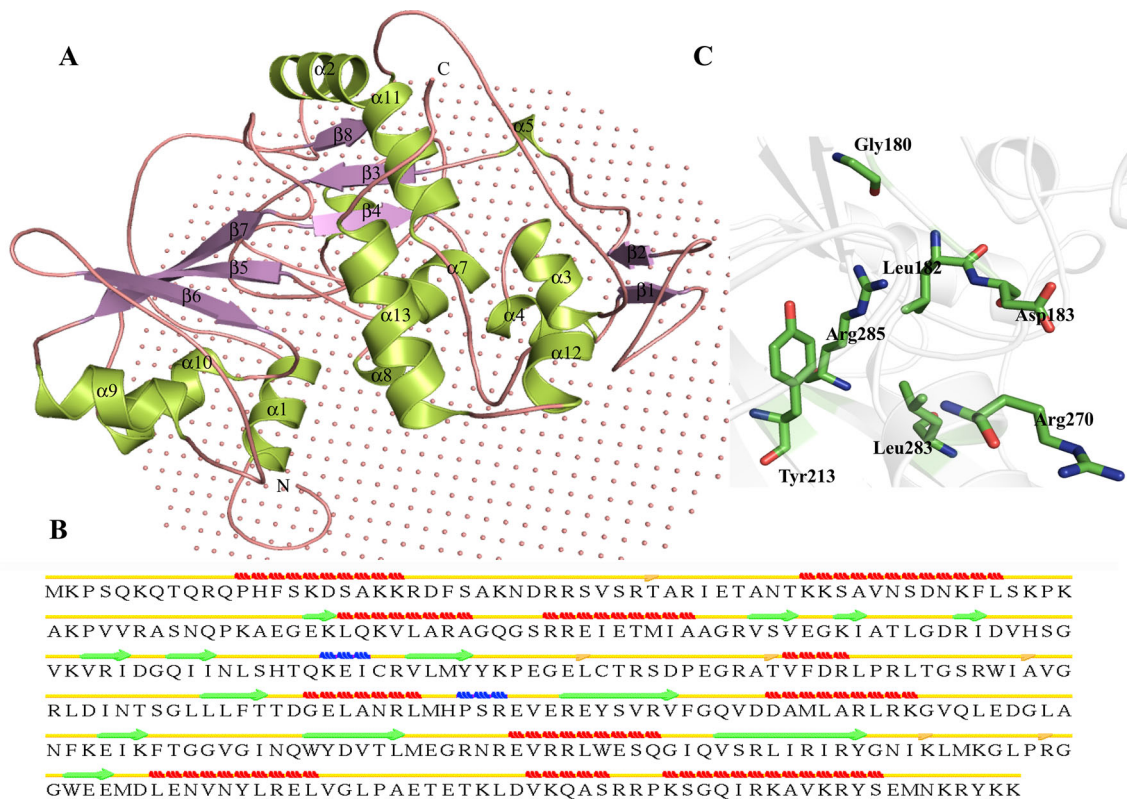 A
C
α2
C
α11
α5
β8
Gly180
β3
β4
β7
β2
Leu182
α7
α3
β5
β1
Asp183
β6
α4
α13
Arg285
α12
α10
α8
α9
α1
Arg270
Leu283
Tyr213
N
B
MKPSQKQTQRQPHFSKDSAKKRDFSAKNDRRSVSRTARIETANTKKSAVNSDNKFLSKPK
AKPVVRASNQPKAEGEKLQKVLARAGQGSRREIETMIAAGRVSVEGKIATLGDRIDVHSG
VKVRIDGQIINLSHTQKEICRVLMYYKPEGELCTRSDPEGRATVFDRLPRLTGSRWIAVG
RLDINTSGLLLFTTDGELANRLMHPSREVEREYSVRVFGQVDDAMLARLRKGVQLEDGLA
NFKEIKFTGGVGINQWYDVTLMEGRNREVRRLWESQGIQVSRLIRIRYGNIKLMKGLPRG
GWEEMDLENVNYLRELVGLPAETETKLDVKQASRRPKSGQIRKAVKRYSEMNKRYKK